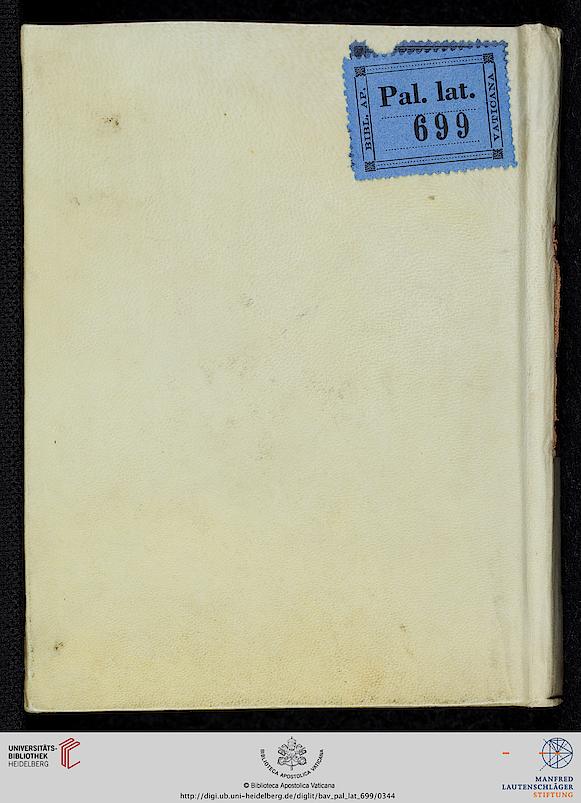 Pal. lat.
699
BIBL. AP.
VATICANA
UNIVERSITÄTS-
BIBLIOTHEK
HEIDELBERG
BIBLIOTECA APOSTOLICA VATICANA
© Biblioteca Apostolica Vaticana
http://digi.ub.uni-heidelberg.de/diglit/bav_pal_lat_699/0344
MANFRED
LAUTENSCHLÄGER
STIFTUNG